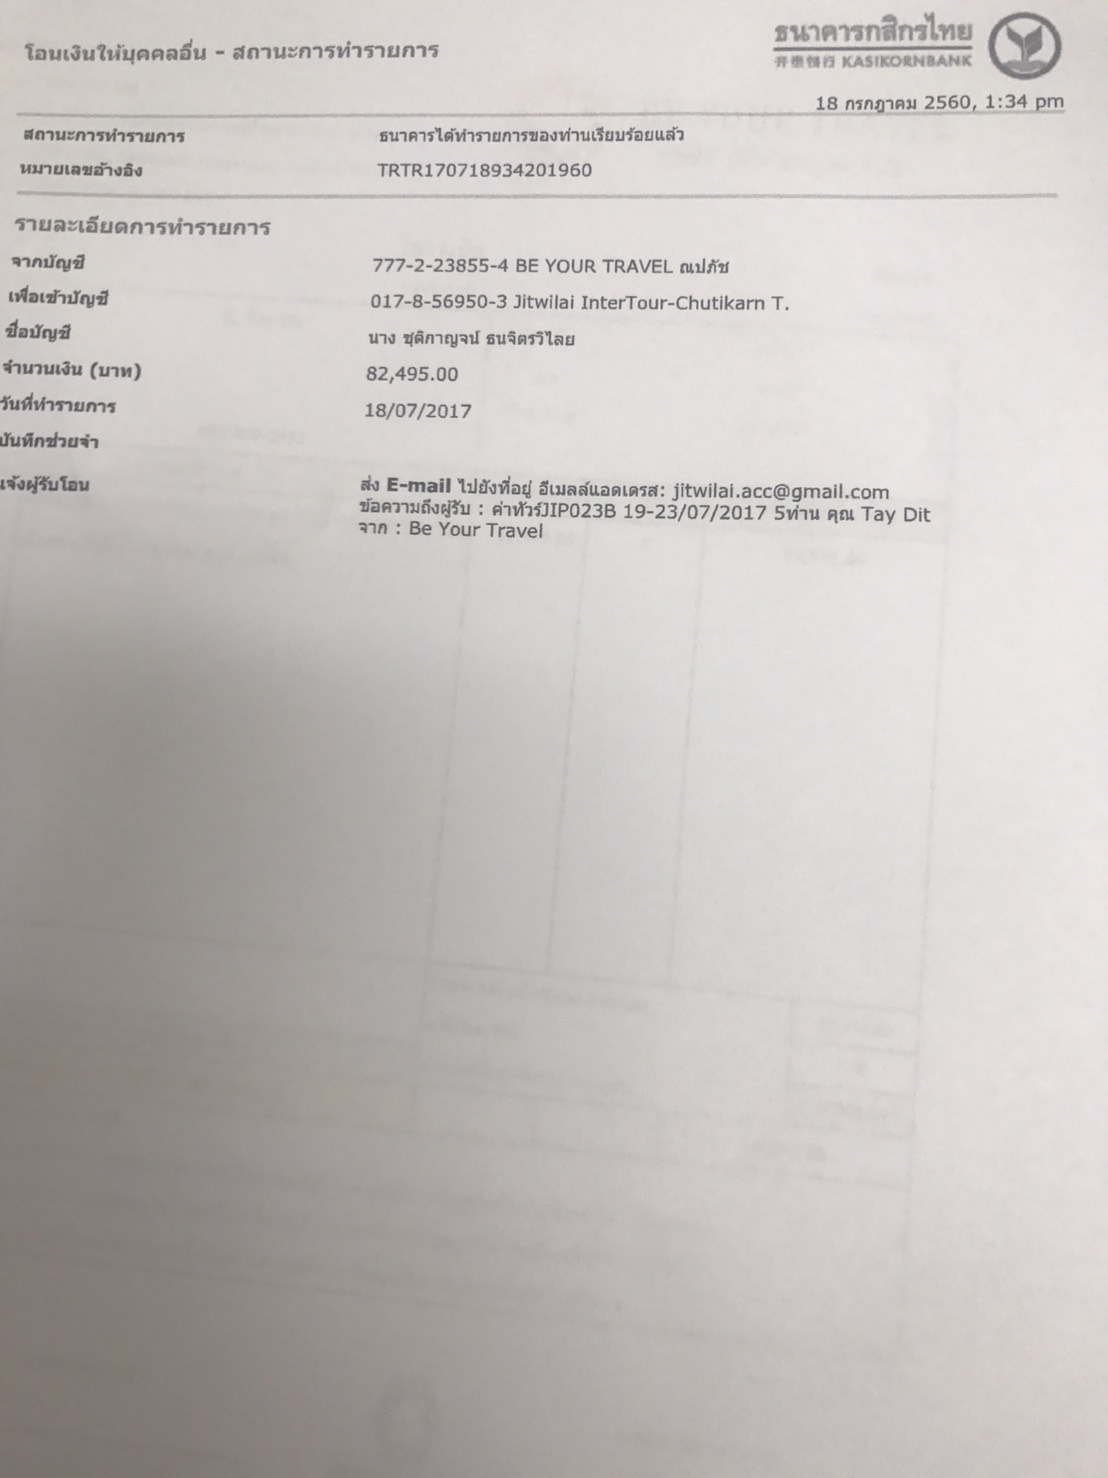 ธนาคารกสิกรไทย
开泰银行 KASIKORNBANK
โอนเงินให้บุคคลอื่น - สถานะการทำรายการ
18 กรกฎาคม 2560, 1:34 pm
สถานะการทำรายการ ธนาคารได้ทำรายการของท่านเรียบร้อยแล้ว
หมายเลขอ้างอิง TRTR170718934201960
รายละเอียดการทำรายการ
จากบัญชี 777-2-23855-4 BE YOUR TRAVEL ณปภัช
เพื่อเข้าบัญชี 017-8-56950-3 Jitwilai InterTour-Chutikarn T.
ชื่อบัญชี นาง ชุติกาญจน์ ธนจิตรวิไลย
จำนวนเงิน (บาท) 82,495.00
วันที่ทำรายการ 18/07/2017
บันทึกช่วยจำ
แจ้งผู้รับโอน ส่ง E-mail ไปยังที่อยู่ อีเมลล์แอดเดรส: jitwilai.acc@gmail.com
ข้อความถึงผู้รับ : ค่าทัวร์JIP023B 19-23/07/2017 5ท่าน คุณ Tay Dit
จาก : Be Your Travel